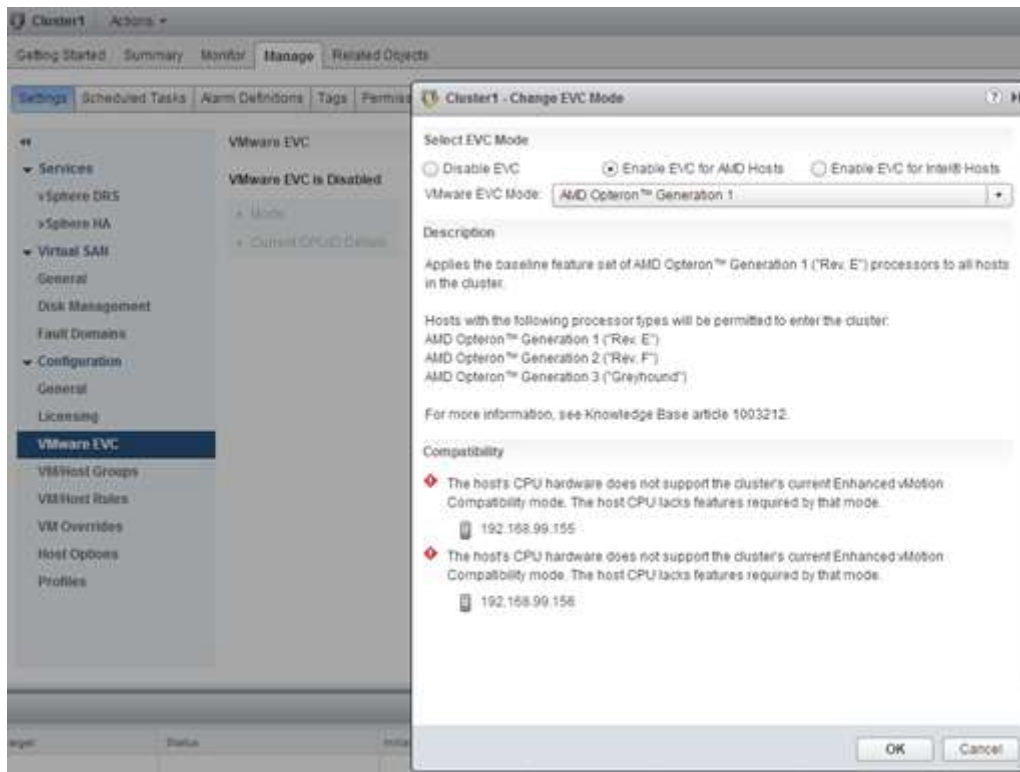 Cluster1 Actions
Getting Started Summary Monitor Manage Related Objects
Settings Scheduled Tasks Alarm Definitions Tags Permiss
Services
vSphere DRS
vSphere HA
Virtual SAN
General
Disk Management
Fault Domains
Configuration
General
Licensing
VMware EVC
VM/Host Groups
VM/Host Rules
VM Overrides
Host Options
Profiles
VMware EVC
VMware EVC is Disabled
Mode
Current CPUID Details
Cluster1 - Change EVC Mode
Select EVC Mode
Disable EVC Enable EVC for AMD Hosts Enable EVC for Intel® Hosts
VMware EVC Mode: AMD Opteron™ Generation 1
Description
Applies the baseline feature set of AMD Opteron™ Generation 1 ("Rev. E") processors to all hosts
in the cluster.
Hosts with the following processor types will be permitted to enter the cluster:
AMD Opteron™ Generation 1 ("Rev. E")
AMD Opteron™ Generation 2 ("Rev. F")
AMD Opteron™ Generation 3 ("Greyhound")
For more information, see Knowledge Base article 1003212.
Compatibility
The host's CPU hardware does not support the cluster's current Enhanced vMotion
Compatibility mode. The host CPU lacks features required by that mode.
192.168.99.155
The host's CPU hardware does not support the cluster's current Enhanced vMotion
Compatibility mode. The host CPU lacks features required by that mode.
192.168.99.156
Status
OK Cancel